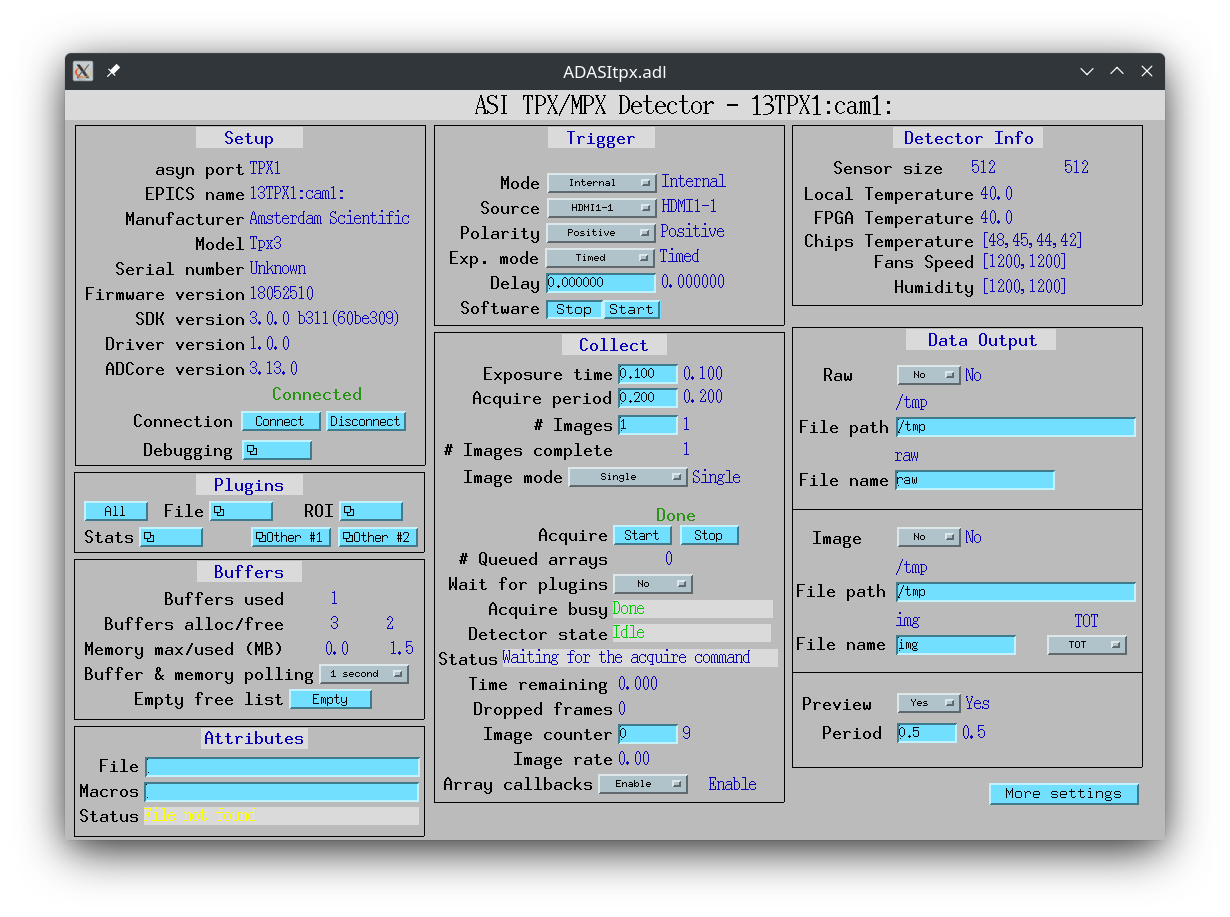 ADASItpx.adl
ASI TPX/MPX Detector - 13TPX1:cam1:
Setup
asyn port TPX1
EPICS name 13TPX1:cam1:
Manufacturer Amsterdam Scientific
Model Tpx3
Serial number Unknown
Firmware version 18052510
SDK version 3.0.0 b311(60be309)
Driver version 1.0.0
ADCore version 3.13.0
Connected
Connection Connect Disconnect
Debugging
Plugins
All File ROI
Stats Other #1 Other #2
Buffers
Buffers used 1
Buffers alloc/free 3 2
Memory max/used (MB) 0.0 1.5
Buffer & memory polling 1 second
Empty free list Empty
Attributes
File
Macros
Status File not found
Trigger
Mode Internal Internal
Source HDMI1-1 HDMI1-1
Polarity Positive Positive
Exp. mode Timed Timed
Delay 0.000000 0.000000
Software Stop Start
Collect
Exposure time 0.100 0.100
Acquire period 0.200 0.200
# Images 1 1
# Images complete 1
Image mode Single Single
Done
Acquire Start Stop
# Queued arrays 0
Wait for plugins No
Acquire busy Done
Detector state Idle
Status Waiting for the acquire command
Time remaining 0.000
Dropped frames 0
Image counter 0 9
Image rate 0.00
Array callbacks Enable Enable
Detector Info
Sensor size 512 512
Local Temperature 40.0
FPGA Temperature 40.0
Chips Temperature [48,45,44,42]
Fans Speed [1200,1200]
Humidity [1200,1200]
Data Output
Raw No No
/tmp
File path /tmp
raw
File name raw
Image No No
/tmp
File path /tmp
img TOT
File name img TOT
Preview Yes Yes
Period 0.5 0.5
More settings